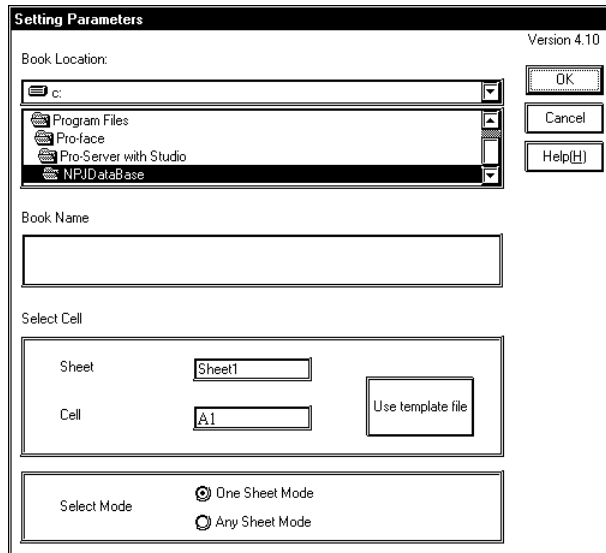 Setting Parameters
Version 4.10
Book Location:
c:
OK
Program Files
Pro-face
Pro-Server with Studio
NPJDataBase
Cancel
Help(H)
Book Name
Select Cell
Sheet
Sheet1
Cell
A1
Use template file
Select Mode
One Sheet Mode
Any Sheet Mode